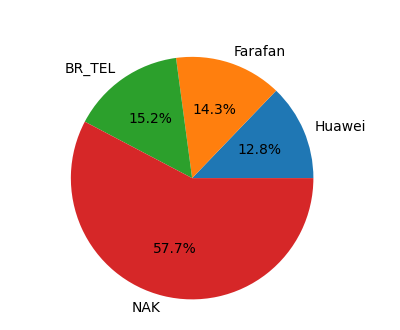 Farafan
BR_TEL
Huawei
14.3%
15.2%
12.8%
57.7%
NAK